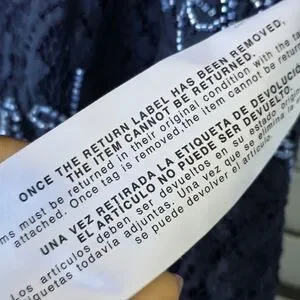 ONCE THE RETURN LABEL HAS BEEN REMOVED,
THE ITEM CANNOT BE RETURNED.
ms must be returned in their original condition with the ta
attached. Once tag is removed,the item cannot be retur
UNA VEZ RETIRADA LA ETIQUETA DE DEVOLUCIÓ
EL ARTÍCULO NO PUEDE SER DEVUELTO.
Los artículos deben ser devueltos en su estado origin
tiquetas todavía adjuntas; Una vez que se elimina l
se puede devolver el artículo.